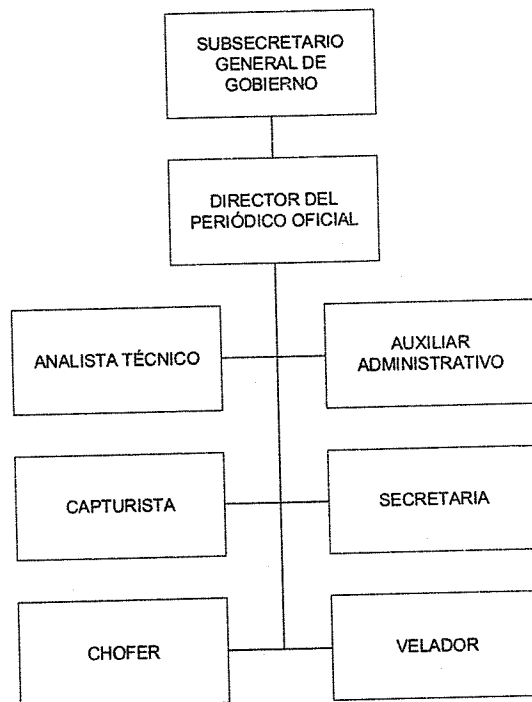 SUBSECRETARIO
GENERAL DE
GOBIERNO
DIRECTOR DEL
PERIÓDICO OFICIAL
ANALISTA TÉCNICO
AUXILIAR
ADMINISTRATIVO
CAPTURISTA
SECRETARIA
CHOFER
VELADOR